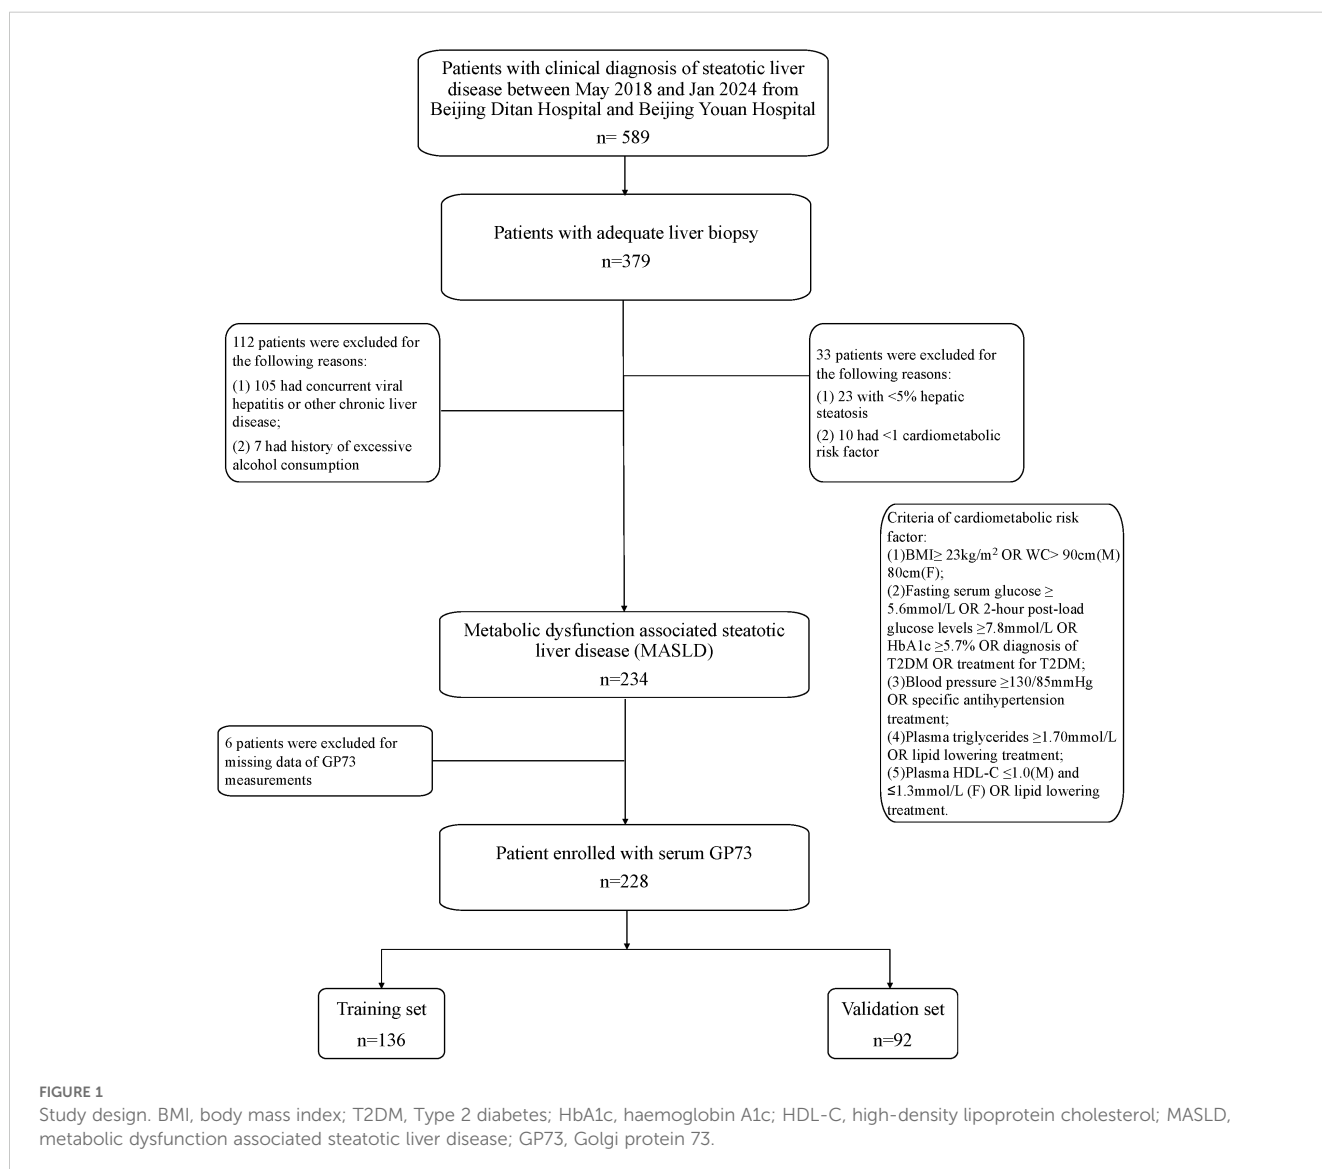 Patients with clinical diagnosis of steatotic liver
disease between May 2018 and Jan 2024 from
Beijing Ditan Hospital and Beijing Youan Hospital
n= 589
Patients with adequate liver biopsy
n=379
112 patients were excluded for
the following reasons:
(1) 105 had concurrent viral
hepatitis or other chronic liver
disease;
(2) 7 had history of excessive
alcohol consumption
33 patients were excluded for
the following reasons:
(1) 23 with <5% hepatic
steatosis
(2) 10 had <1 cardiometabolic
risk factor
Criteria of cardiometabolic risk
factor:
(1)BMI≥ 23kg/m² OR WC> 90cm(M)
80cm(F);
(2)Fasting serum glucose ≥
5.6mmol/L OR 2-hour post-load
glucose levels ≥7.8mmol/L OR
HbA1c ≥5.7% OR diagnosis of
T2DM OR treatment for T2DM;
(3)Blood pressure ≥130/85mmHg
OR specific antihypertension
treatment;
(4)Plasma triglycerides ≥1.70mmol/L
OR lipid lowering treatment;
(5)Plasma HDL-C ≤1.0(M) and
≤1.3mmol/L (F) OR lipid lowering
treatment.
Metabolic dysfunction associated steatotic
liver disease (MASLD)
n=234
6 patients were excluded for
missing data of GP73
measurements
Patient enrolled with serum GP73
n=228
Training set
n=136
Validation set
n=92
FIGURE 1
Study design. BMI, body mass index; T2DM, Type 2 diabetes; HbA1c, haemoglobin A1c; HDL-C, high-density lipoprotein cholesterol; MASLD,
metabolic dysfunction associated steatotic liver disease; GP73, Golgi protein 73.